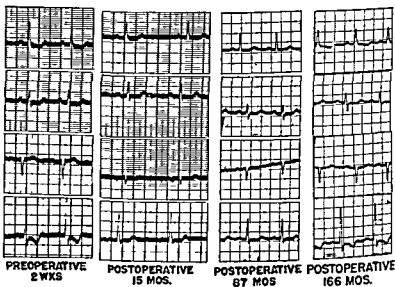 PREOPERATIVE
2 WKS
POSTOPERATIVE
15 MOS.
POSTOPERATIVE
87 MOS
POSTOPERATIVE
166 MOS.